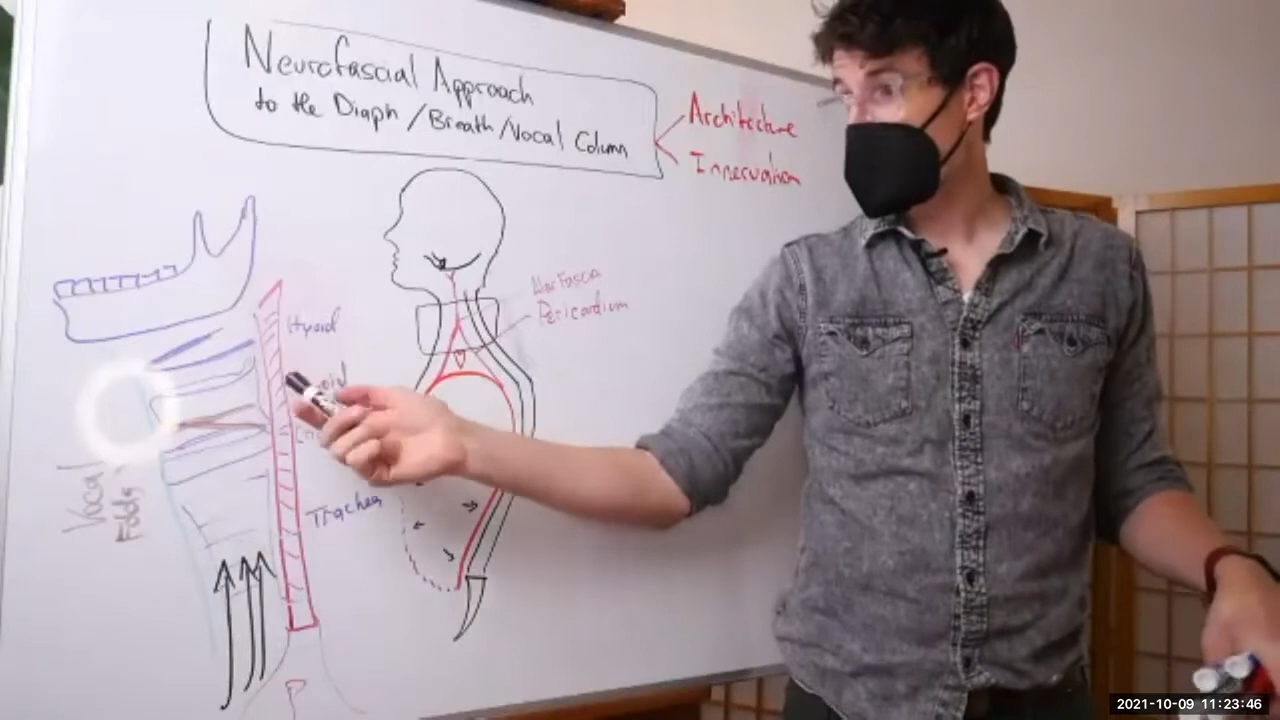 Neurofascial Approach
to the Diaph / Breath / Vocal Column
Architecture
Innervation
Hyoid
Pericardium
Trachea
Vocal
Folds
2021-10-09 11:23:46